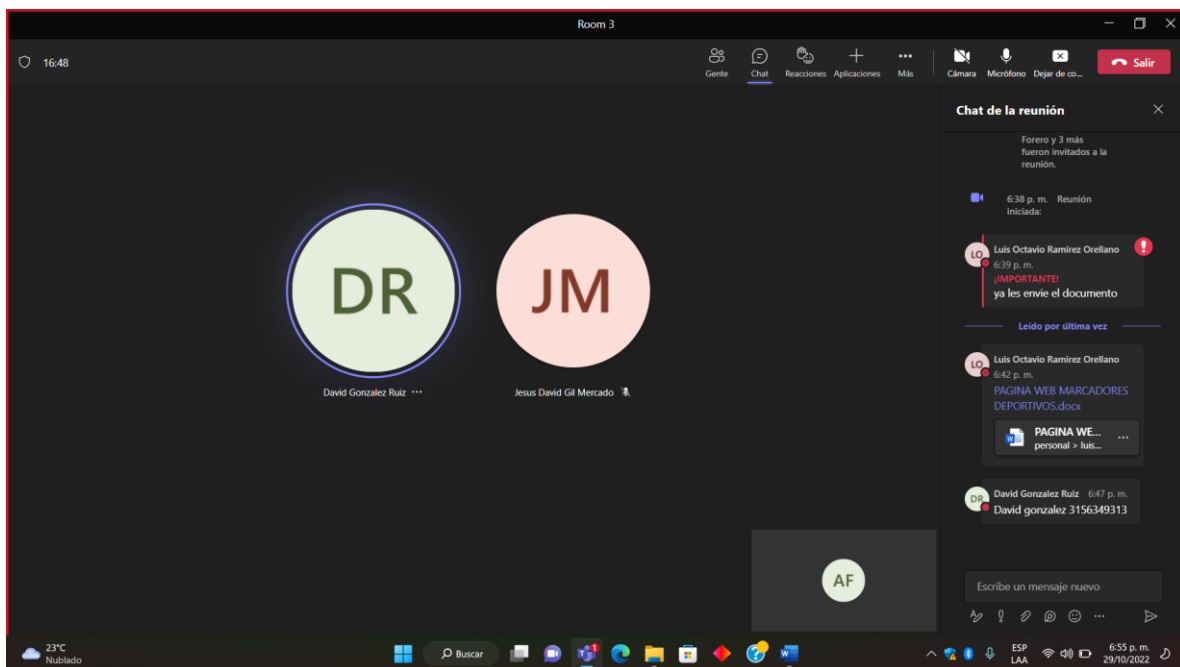 Room 3
16:48
Gente
Chat
Reacciones
Aplicaciones
Más
Cámara
Micrófono
Dejar de co...
Salir
DR
JM
David Gonzalez Ruiz
Jesus David Gil Mercado
AF
Chat de la reunión
Forero y 3 más
fueron invitados a la
reunión.
6:38 p. m. Reunión
iniciada:
LO
Luis Octavio Ramirez Orellano
6:39 p. m.
¡IMPORTANTE!
ya les envie el documento
Leído por última vez
LO
Luis Octavio Ramirez Orellano
6:42 p. m.
PAGINA WEB MARCADORES
DEPORTIVOS.docx
PAGINA WE...
personal > luis...
DR
David Gonzalez Ruiz 6:47 p. m.
David gonzalez 3156349313
Escribe un mensaje nuevo
23°C
Nublado
Buscar
1
ESP
LAA
6:55 p. m.
29/10/2022